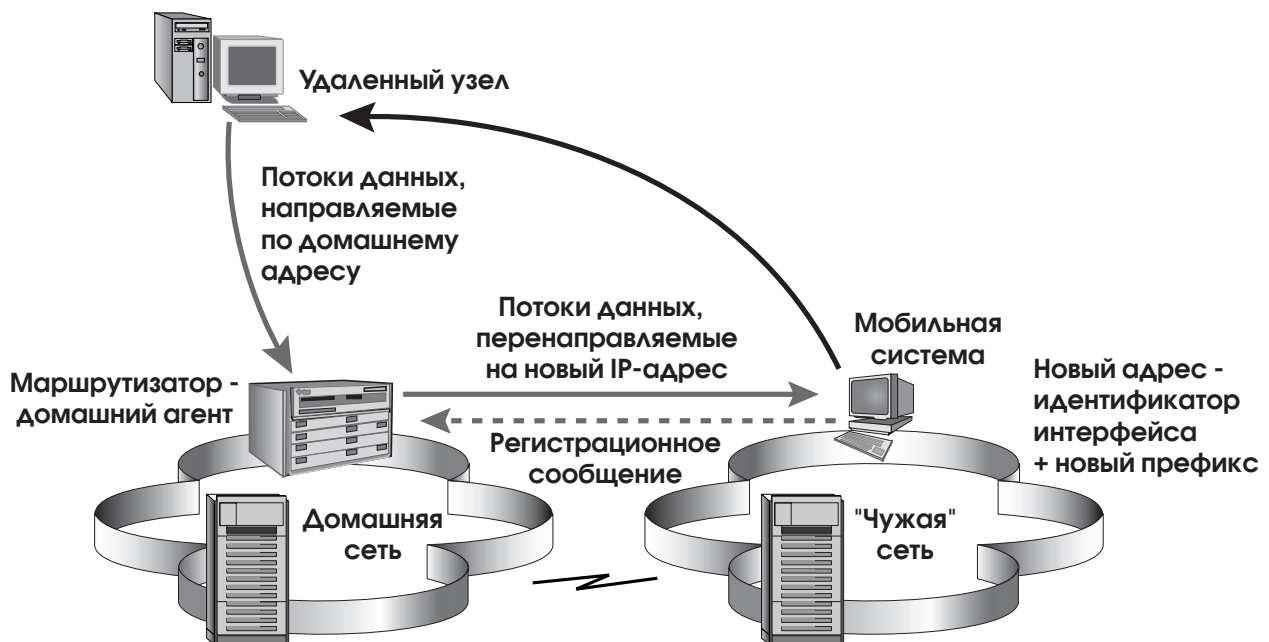 Удаленный узел
Потоки данных,
направляемые
по домашнему
адресу
Потоки данных,
перенаправляемые
на новый IP-адрес
Мобильная
система
Маршрутизатор -
домашний агент
Новый адрес -
идентификатор
интерфейса
+ новый префикс
Регистрационное
сообщение
Домашняя
сеть
"Чужая"
сеть